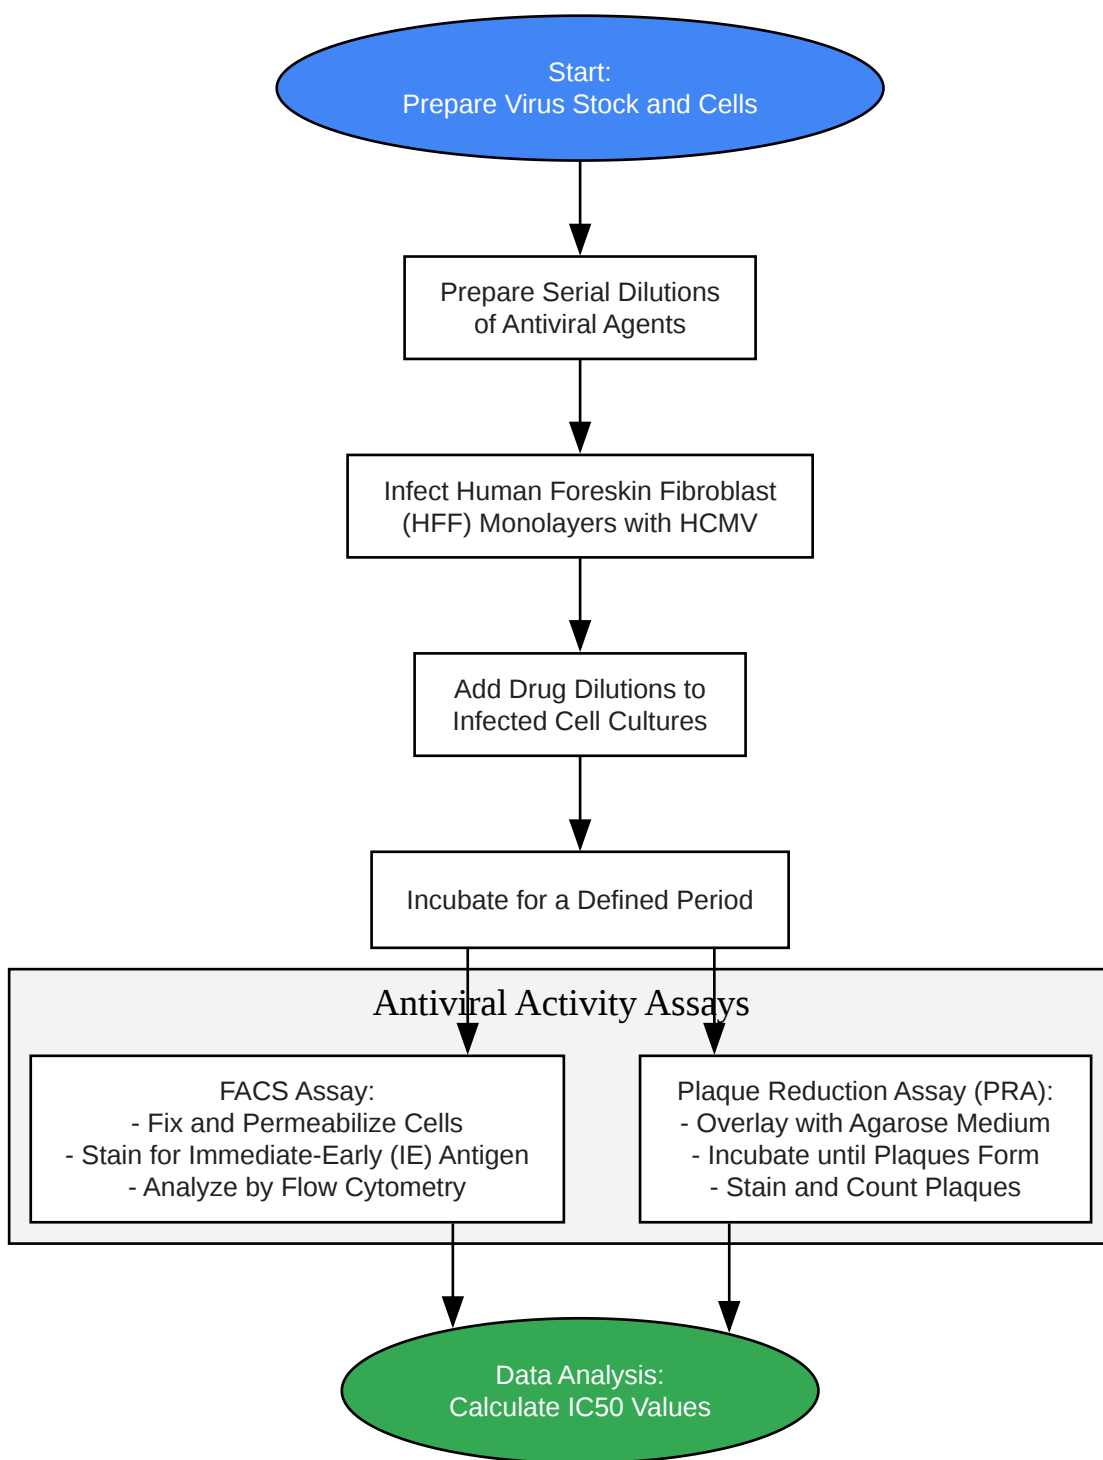 Start:
Prepare Virus Stock and Cells
Prepare Serial Dilutions
of Antiviral Agents
Infect Human Foreskin Fibroblast
(HFF) Monolayers with HCMV
Add Drug Dilutions to
Infected Cell Cultures
Incubate for a Defined Period
Antiviral Activity Assays
FACS Assay:
- Fix and Permeabilize Cells
- Stain for Immediate-Early (IE) Antigen
- Analyze by Flow Cytometry
Plaque Reduction Assay (PRA):
- Overlay with Agarose Medium
- Incubate until Plaques Form
- Stain and Count Plaques
Data Analysis:
Calculate IC50 Values